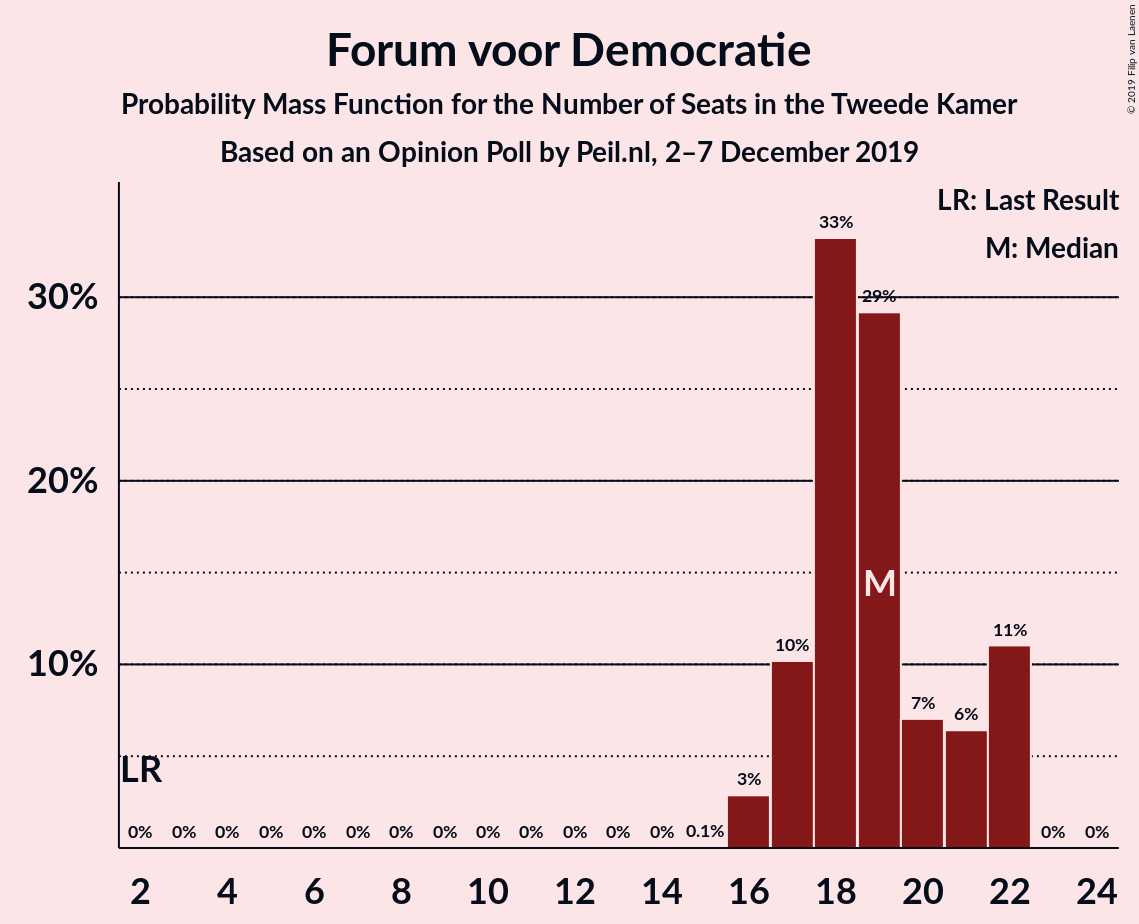 Forum voor Democratie
Probability Mass Function for the Number of Seats in the Tweede Kamer
Based on an Opinion Poll by Peil.nl, 2–7 December 2019
© 2019 Filip van Laenen
LR: Last Result
M: Median
30%
20%
10%
33%
29%
M
11%
10%
7%
6%
LR
3%
0% 0% 0% 0% 0% 0% 0% 0% 0% 0% 0% 0% 0% 0.1% 0% 0%
2 4 6 8 10 12 14 16 18 20 22 24